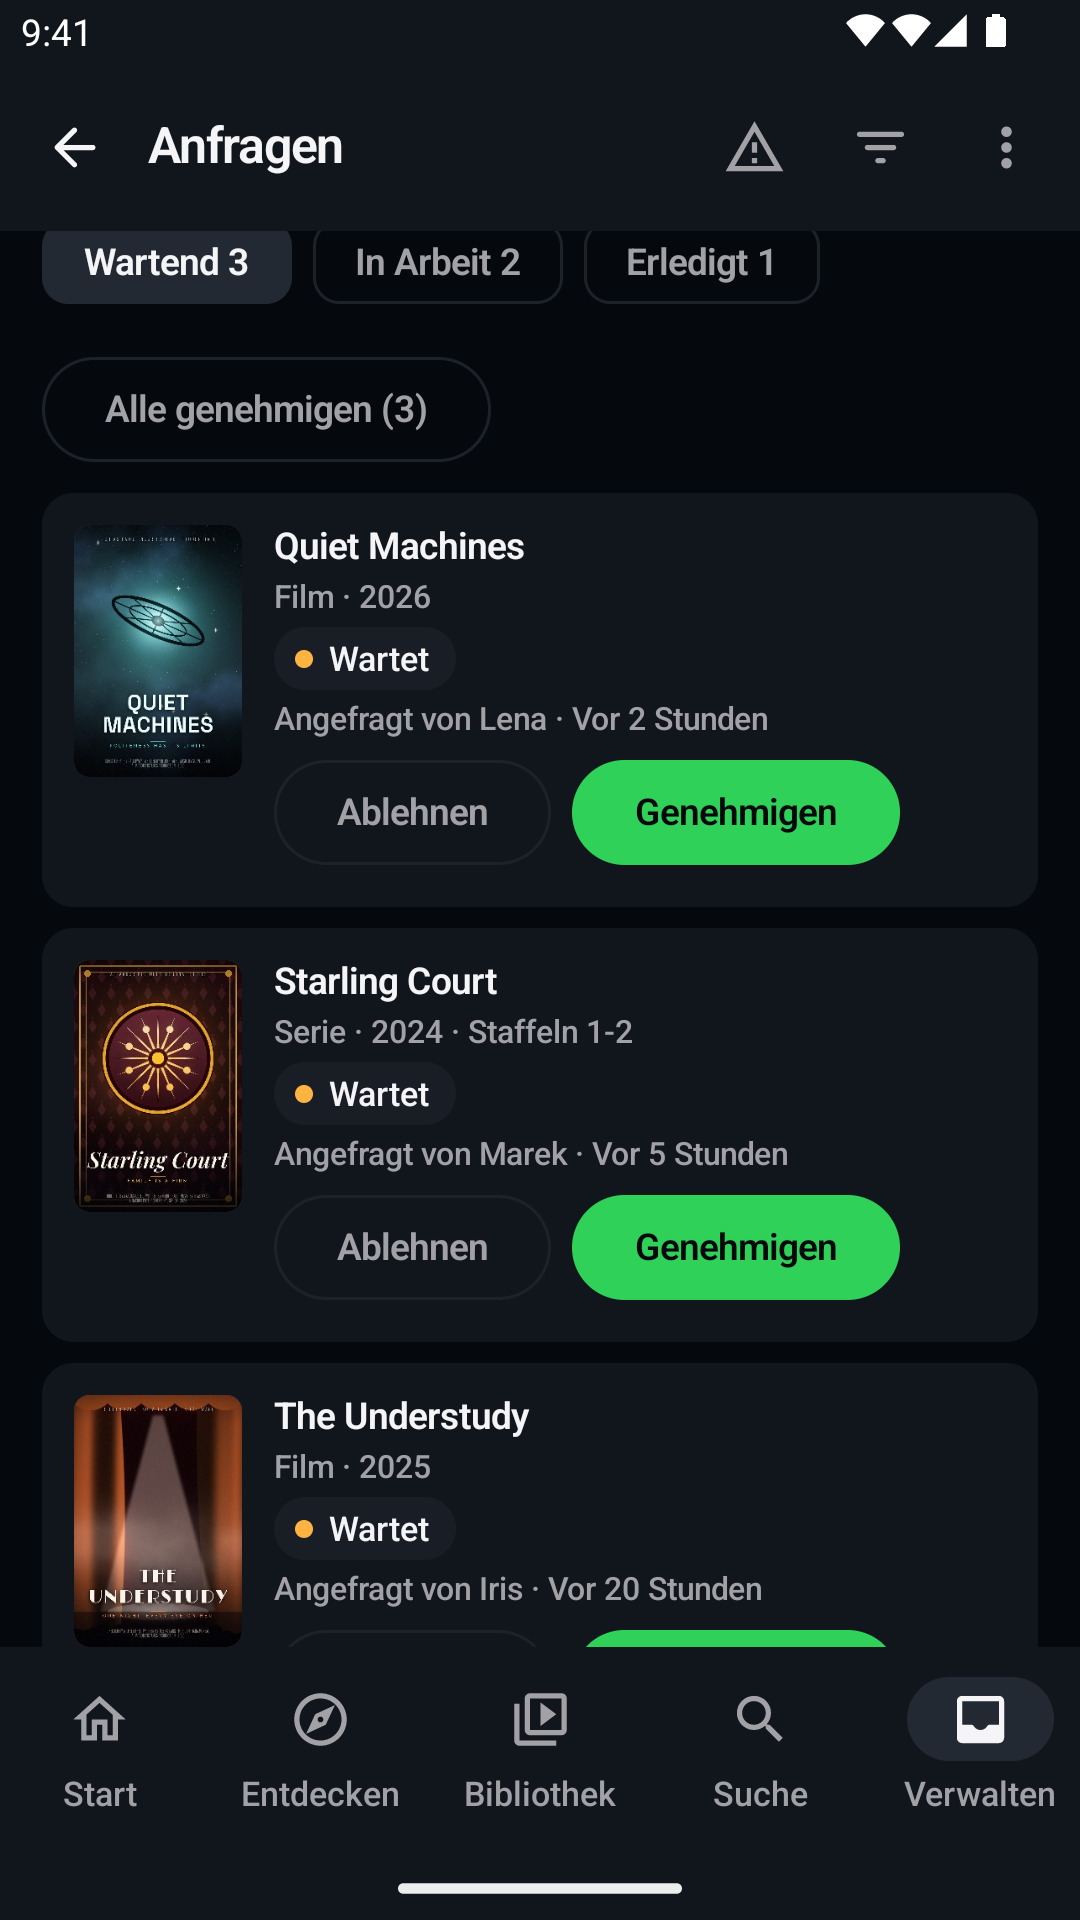 9:41
Anfragen
Wartend 3
In Arbeit 2
Erledigt 1
Alle genehmigen (3)
QUIET
MACHINES
Quiet Machines
Film · 2026
Wartet
Angefragt von Lena · Vor 2 Stunden
Ablehnen
Genehmigen
Starling Court
Starling Court
Serie · 2024 · Staffeln 1-2
Wartet
Angefragt von Marek · Vor 5 Stunden
Ablehnen
Genehmigen
THE
UNDERSTUDY
The Understudy
Film · 2025
Wartet
Angefragt von Iris · Vor 20 Stunden
Start
Entdecken
Bibliothek
Suche
Verwalten